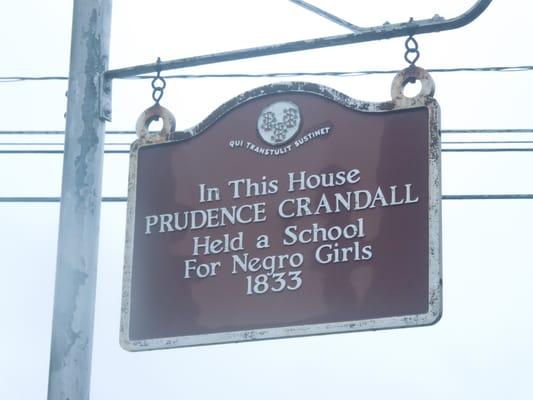 QUI TRANSTULIT SUSTINET
In This House
PRUDENCE CRANDALL
Held a School
For Negro Girls
1833